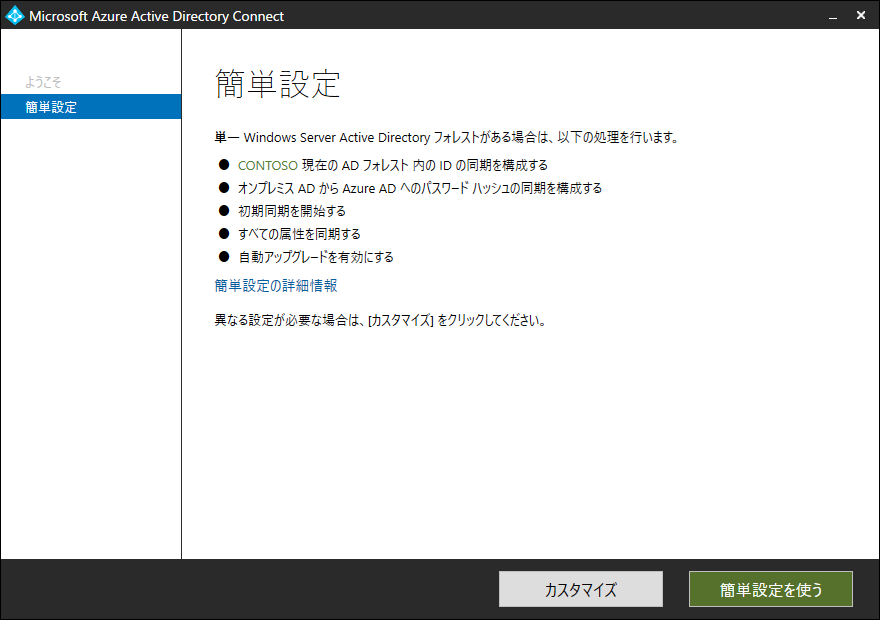 Microsoft Azure Active Directory Connect
ようこそ
簡単設定
簡単設定
単一 Windows Server Active Directory フォレストがある場合は、以下の処理を行います。
● CONTOSO 現在の AD フォレスト 内の ID の同期を構成する
● オンプレミス AD から Azure AD へのパスワード ハッシュの同期を構成する
● 初期同期を開始する
● すべての属性を同期する
● 自動アップグレードを有効にする
簡単設定の詳細情報
異なる設定が必要な場合は、[カスタマイズ] をクリックしてください。
カスタマイズ
簡単設定を使う